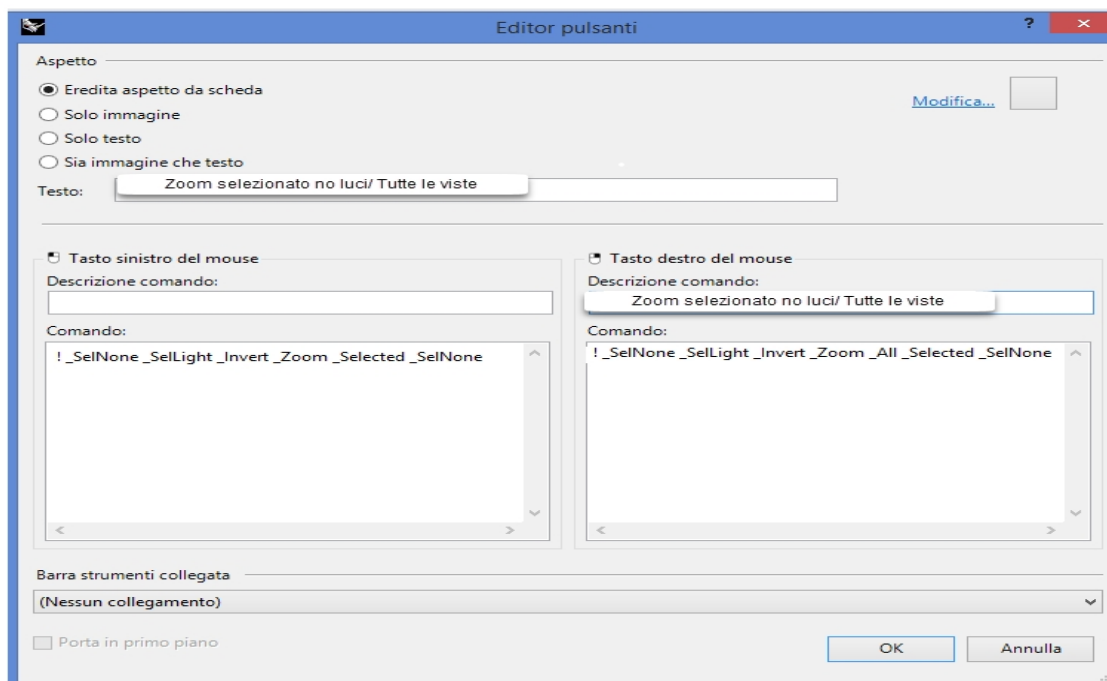 Editor pulsanti
?
×
Aspetto
Eredita aspetto da scheda
Modifica...
Solo immagine
Solo testo
Sia immagine che testo
Testo:
Zoom selezionato no luci/ Tutte le viste
Tasto sinistro del mouse
Descrizione comando:
Comando:
! _SelNone _SelLight _Invert _Zoom _Selected _SelNone
Tasto destro del mouse
Descrizione comando:
Zoom selezionato no luci/ Tutte le viste
Comando:
! _SelNone _SelLight _Invert _Zoom _All _Selected _SelNone
Barra strumenti collegata
(Nessun collegamento)
Porta in primo piano
OK
Annulla